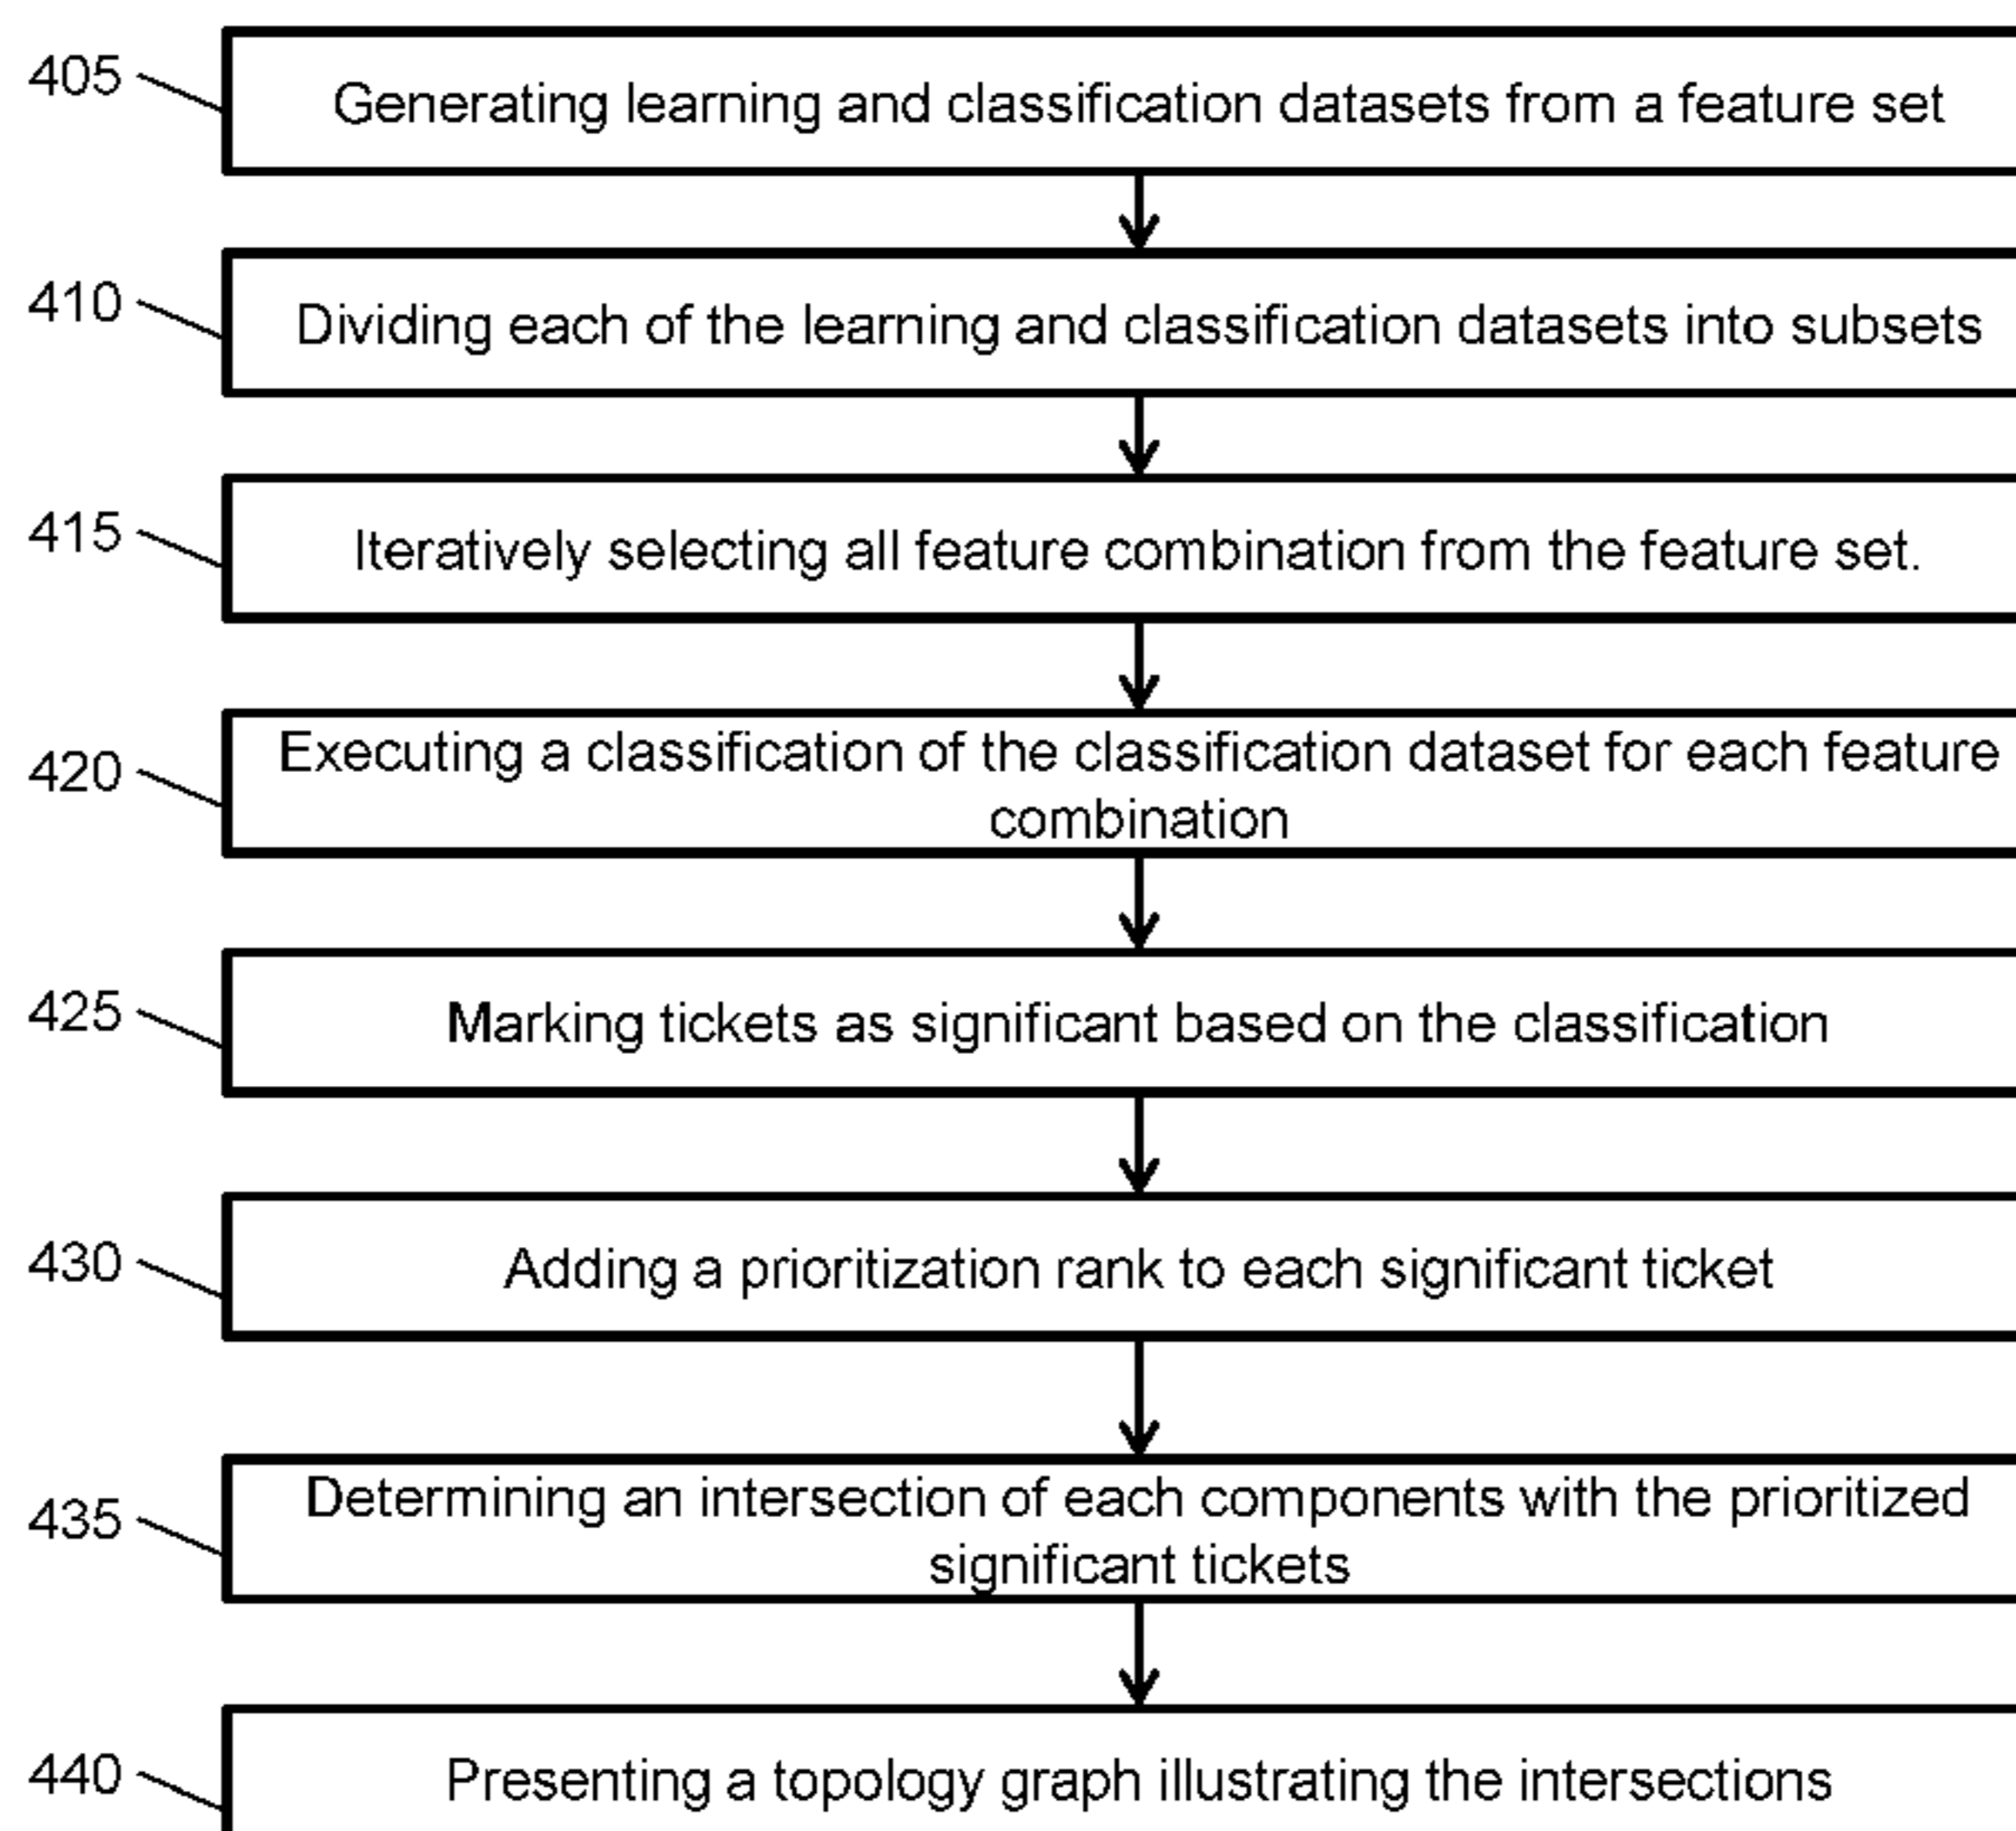 405
Generating learning and classification datasets from a feature set
410
Dividing each of the learning and classification datasets into subsets
415
Iteratively selecting all feature combination from the feature set.
420
Executing a classification of the classification dataset for each feature
combination
425
Marking tickets as significant based on the classification
430
Adding a prioritization rank to each significant ticket
435
Determining an intersection of each components with the prioritized
significant tickets
440
Presenting a topology graph illustrating the intersections